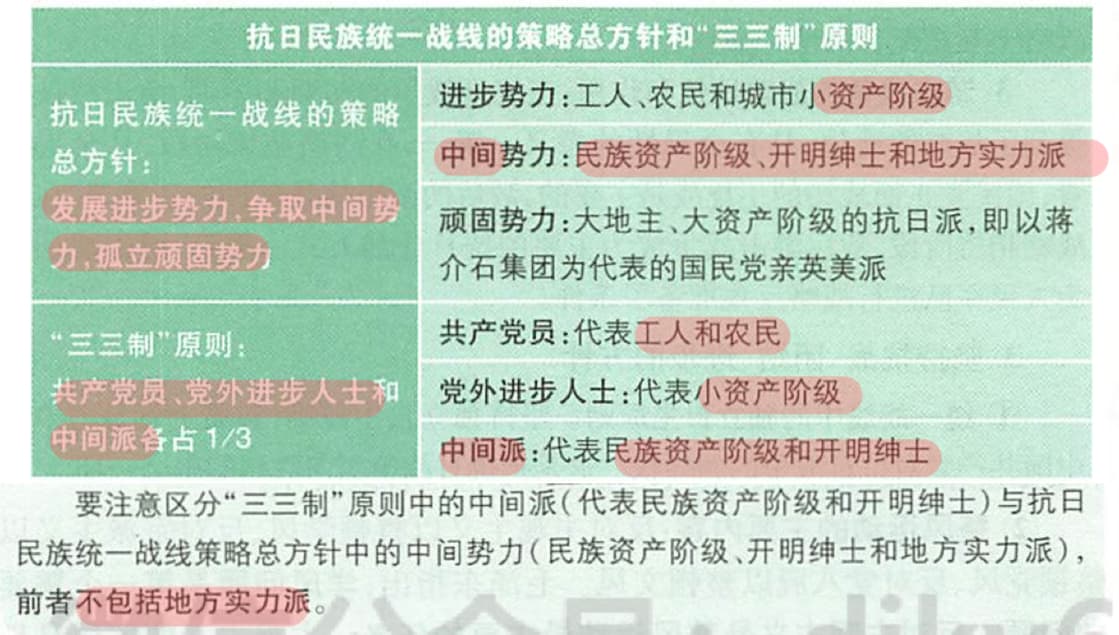 抗日民族统一战线的策略总方针和“三三制”原则
抗日民族统一战线的策略
总方针：
发展进步势力，争取中间势
力，孤立顽固势力
进步势力：工人、农民和城市小资产阶级
中间势力：民族资产阶级、开明绅士和地方实力派
顽固势力：大地主、大资产阶级的抗日派，即以蒋
介石集团为代表的国民党亲英美派
“三三制”原则：
共产党员、党外进步人士和
中间派各占1/3
共产党员：代表工人和农民
党外进步人士：代表小资产阶级
中间派：代表民族资产阶级和开明绅士
要注意区分“三三制”原则中的中间派（代表民族资产阶级和开明绅士）与抗日
民族统一战线策略总方针中的中间势力（民族资产阶级、开明绅士和地方实力派），
前者不包括地方实力派。